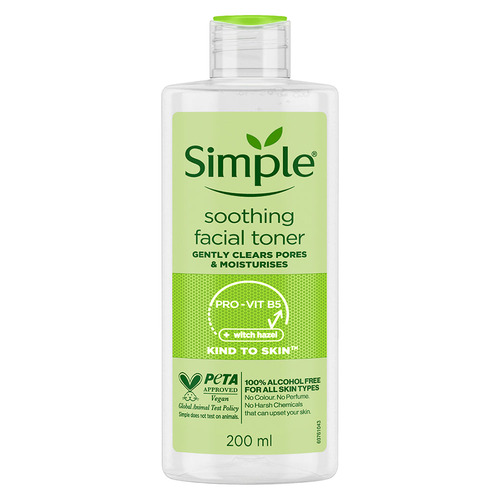 Simple®
soothing
facial toner
GENTLY CLEARS PORES
& MOISTURISES
PRO-VIT B5
+ witch hazel
KIND TO SKIN™
PeTA
APPROVED
Vegan
Global Animal Test Policy
Simple does not test on animals.
100% ALCOHOL FREE
FOR ALL SKIN TYPES
No Colour. No Perfume.
No Harsh Chemicals
that can upset your skin.
200 ml